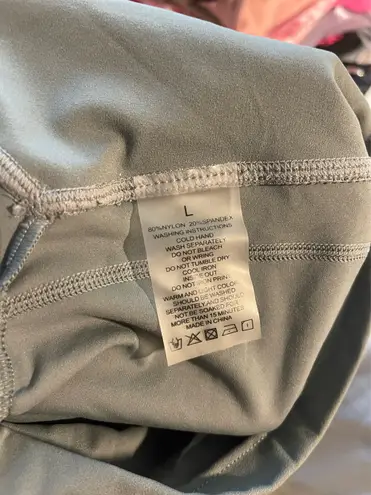 L
80%NYLON 20%SPANDEX
WASHING INSTRUCTIONS
COLD HAND
WASH SEPARATELY
DO NOT BLEACH
OR WRING
DO NOT TUMBLE DRY
COOL IRON
INSIDE OUT
DO NOT IRON PRINT
WARM AND LIGHT COLOR
SHOULD BE WASHED
SEPARATELY AND SHOULD
NOT BE SOAKED FOR
MORE THAN 15 MINUTES
MADE IN CHINA